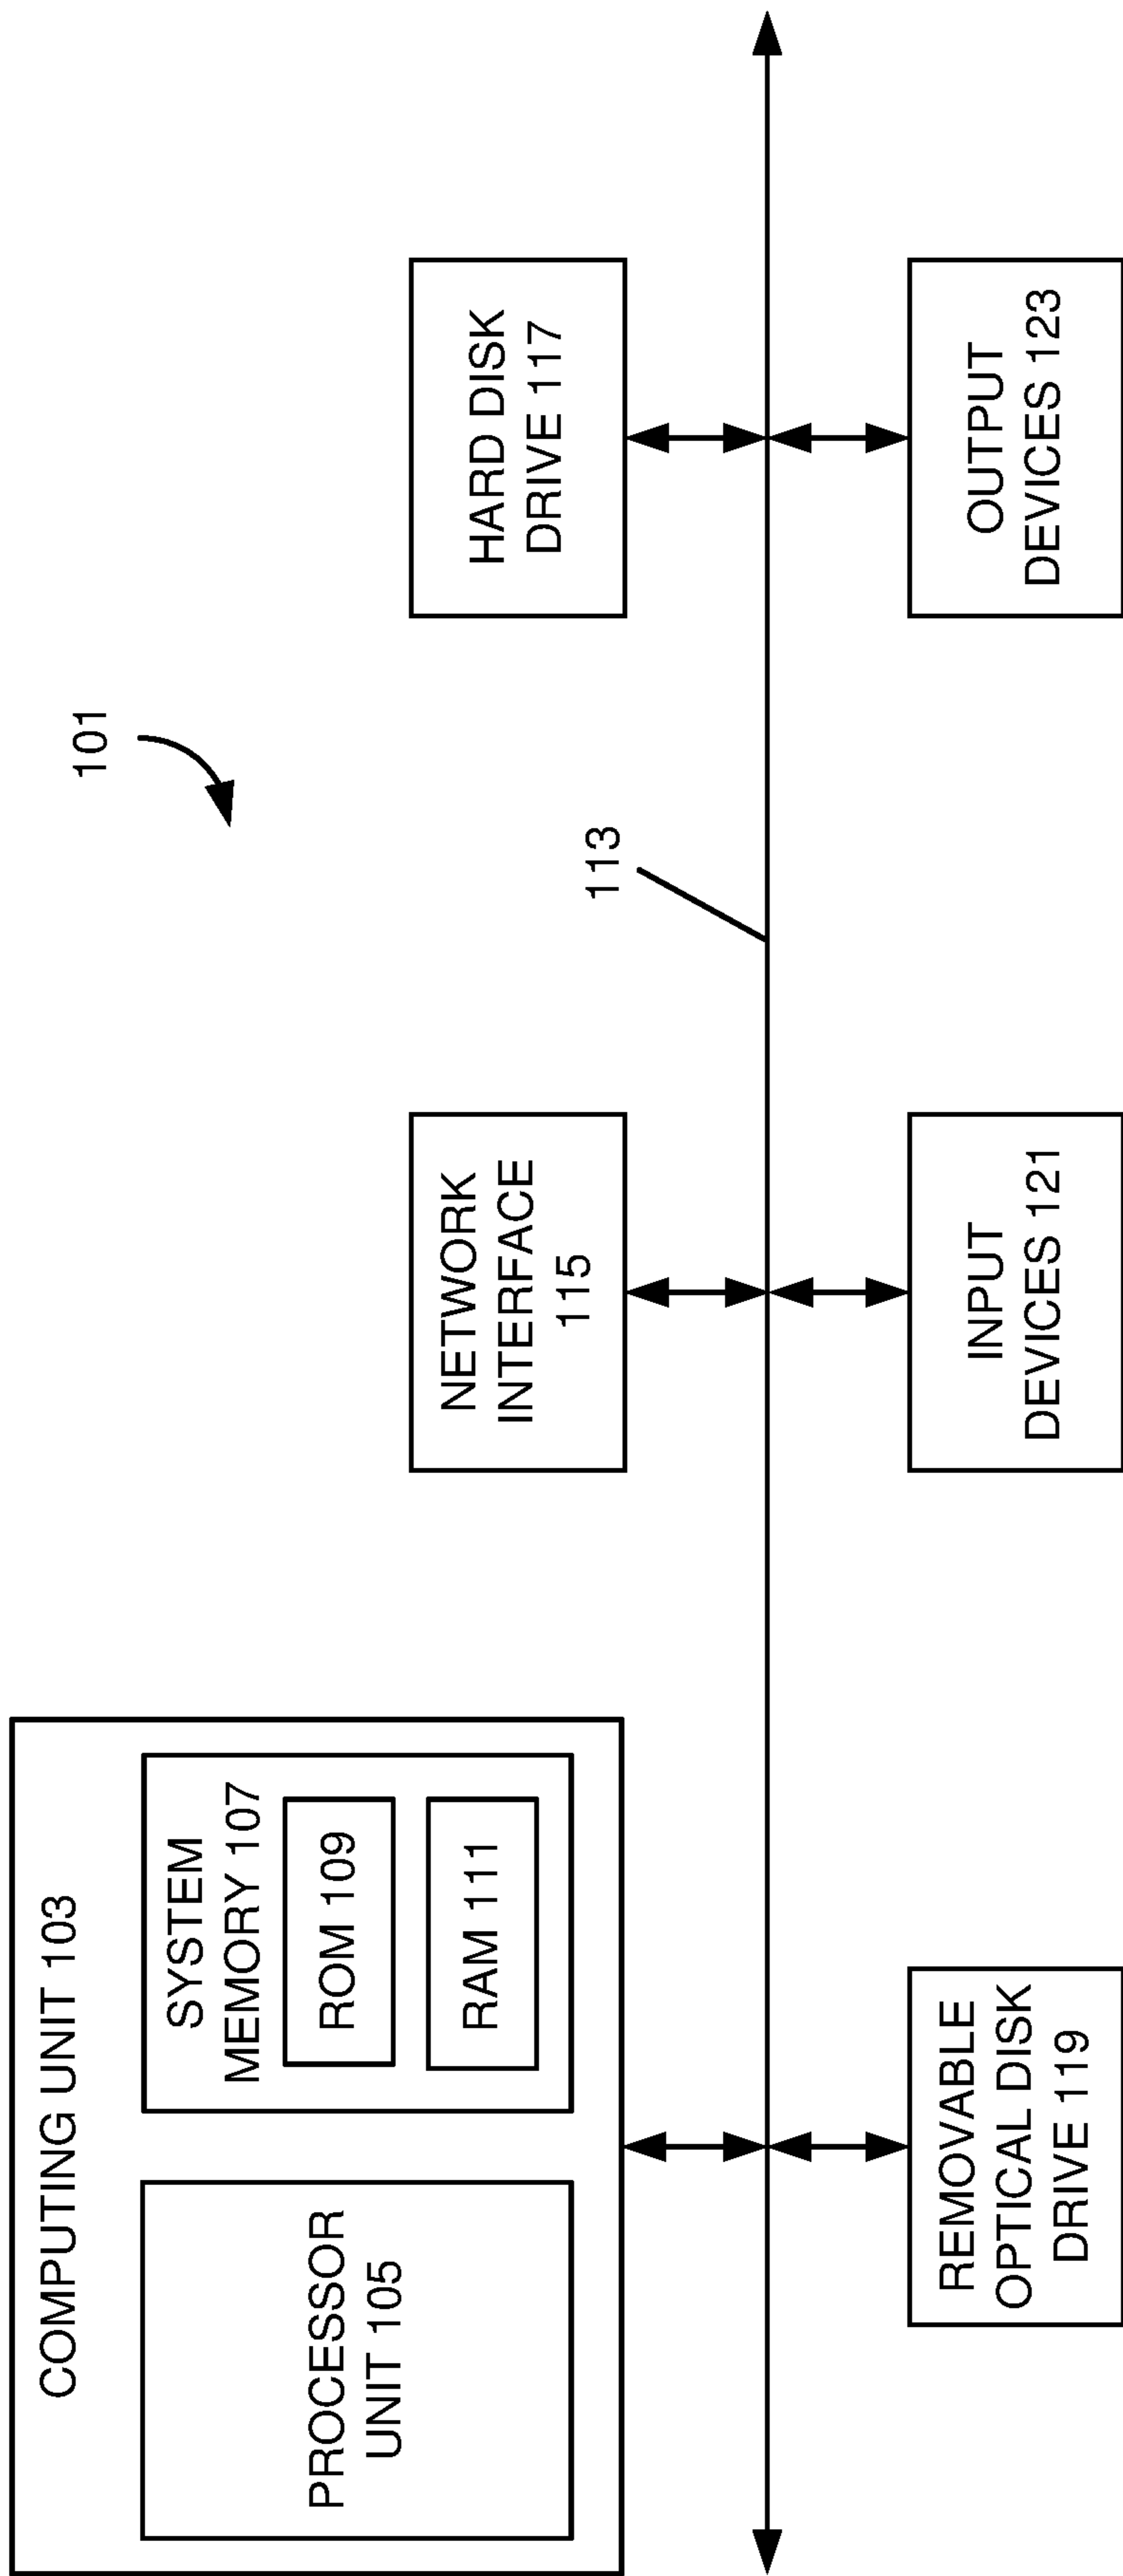 101
COMPUTING UNIT 103
PROCESSOR
UNIT 105
SYSTEM
MEMORY 107
ROM 109
RAM 111
NETWORK
INTERFACE
115
HARD DISK
DRIVE 117
113
REMOVABLE
OPTICAL DISK
DRIVE 119
INPUT
DEVICES 121
OUTPUT
DEVICES 123